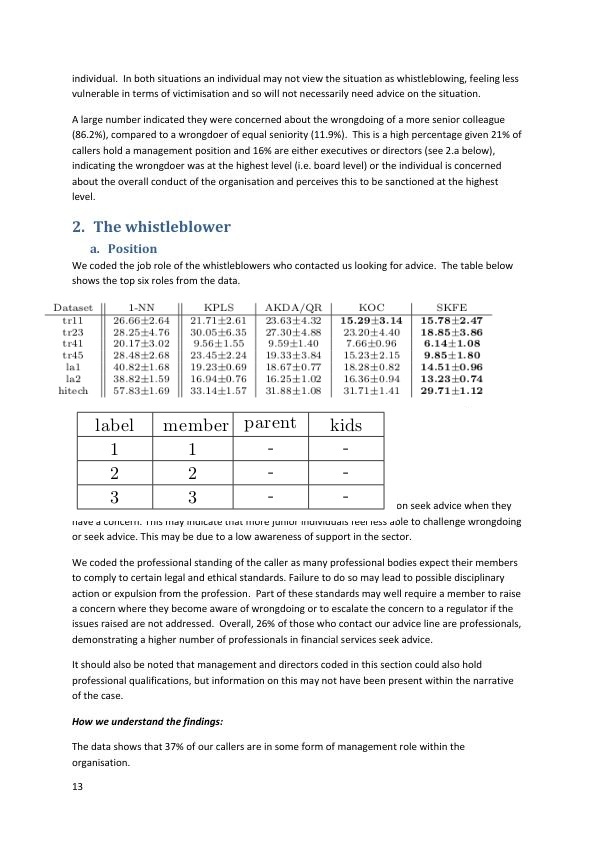 individual.  In both situations an individual may not view the situation as whistleblowing, feeling less
vulnerable in terms of victimisation and so will not necessarily need advice on the situation.
A large number indicated they were concerned about the wrongdoing of a more senior colleague
(86.2%), compared to a wrongdoer of equal seniority (11.9%).  This is a high percentage given 21% of
callers hold a management position and 16% are either executives or directors (see 2.a below),
indicating the wrongdoer was at the highest level (i.e. board level) or the individual is concerned
about the overall conduct of the organisation and perceives this to be sanctioned at the highest
level.
2. The whistleblower
a. Position
We coded the job role of the whistleblowers who contacted us looking for advice.  The table below
shows the top six roles from the data.
Dataset 1-NN KPLS AKDA/QR KOC SKFE
tr11 26.66±2.64 21.71±2.61 23.63±4.32 15.29±3.14 15.78±2.47
tr23 28.25±4.76 30.05±6.35 27.30±4.88 23.20±4.40 18.85±3.86
tr41 20.17±3.02 9.56±1.55 9.59±1.40 7.66±0.96 6.14±1.08
tr45 28.48±2.68 23.45±2.24 19.33±3.84 15.23±2.15 9.85±1.80
la1 40.82±1.68 19.23±0.69 18.67±0.77 18.28±0.82 14.51±0.96
la2 38.82±1.59 16.94±0.76 16.25±1.02 16.36±0.94 13.23±0.74
hitech 57.83±1.69 33.14±1.57 31.88±1.08 31.71±1.41 29.71±1.12
label member parent kids
1 1 - -
2 2 - -
3 3 - -
on seek advice when they
have a concern. This may indicate that more junior individuals feel less able to challenge wrongdoing
or seek advice. This may be due to a low awareness of support in the sector.
We coded the professional standing of the caller as many professional bodies expect their members
to comply to certain legal and ethical standards. Failure to do so may lead to possible disciplinary
action or expulsion from the profession.  Part of these standards may well require a member to raise
a concern where they become aware of wrongdoing or to escalate the concern to a regulator if the
issues raised are not addressed.  Overall, 26% of those who contact our advice line are professionals,
demonstrating a higher number of professionals in financial services seek advice.
It should also be noted that management and directors coded in this section could also hold
professional qualifications, but information on this may not have been present within the narrative
of the case.
How we understand the findings:
The data shows that 37% of our callers are in some form of management role within the
organisation.
13